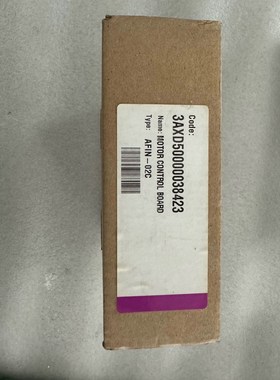 Code:
3AXD50000038423
Name: MOTOR CONTROL BOARD
Type: AFIN-02C